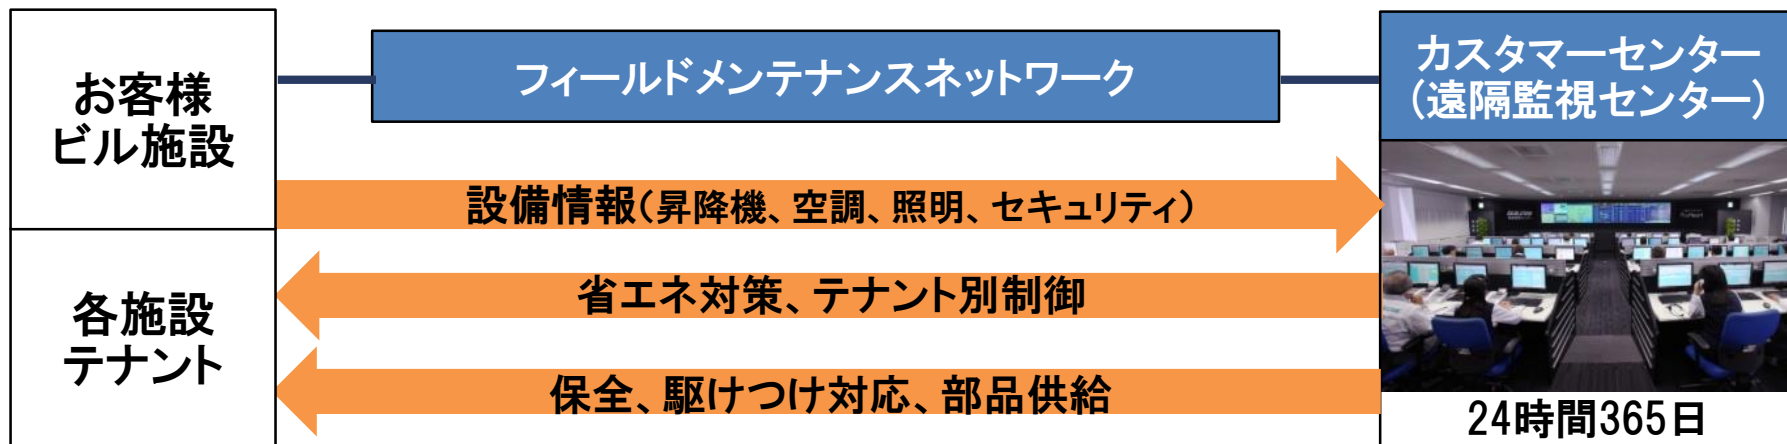 お客様
ビル施設
フィールドメンテナンスネットワーク
カスタマーセンター
(遠隔監視センター)
設備情報(昇降機、空調、照明、セキュリティ)
各施設
テナント
省エネ対策、テナント別制御
保全、駆けつけ対応、部品供給
24時間365日